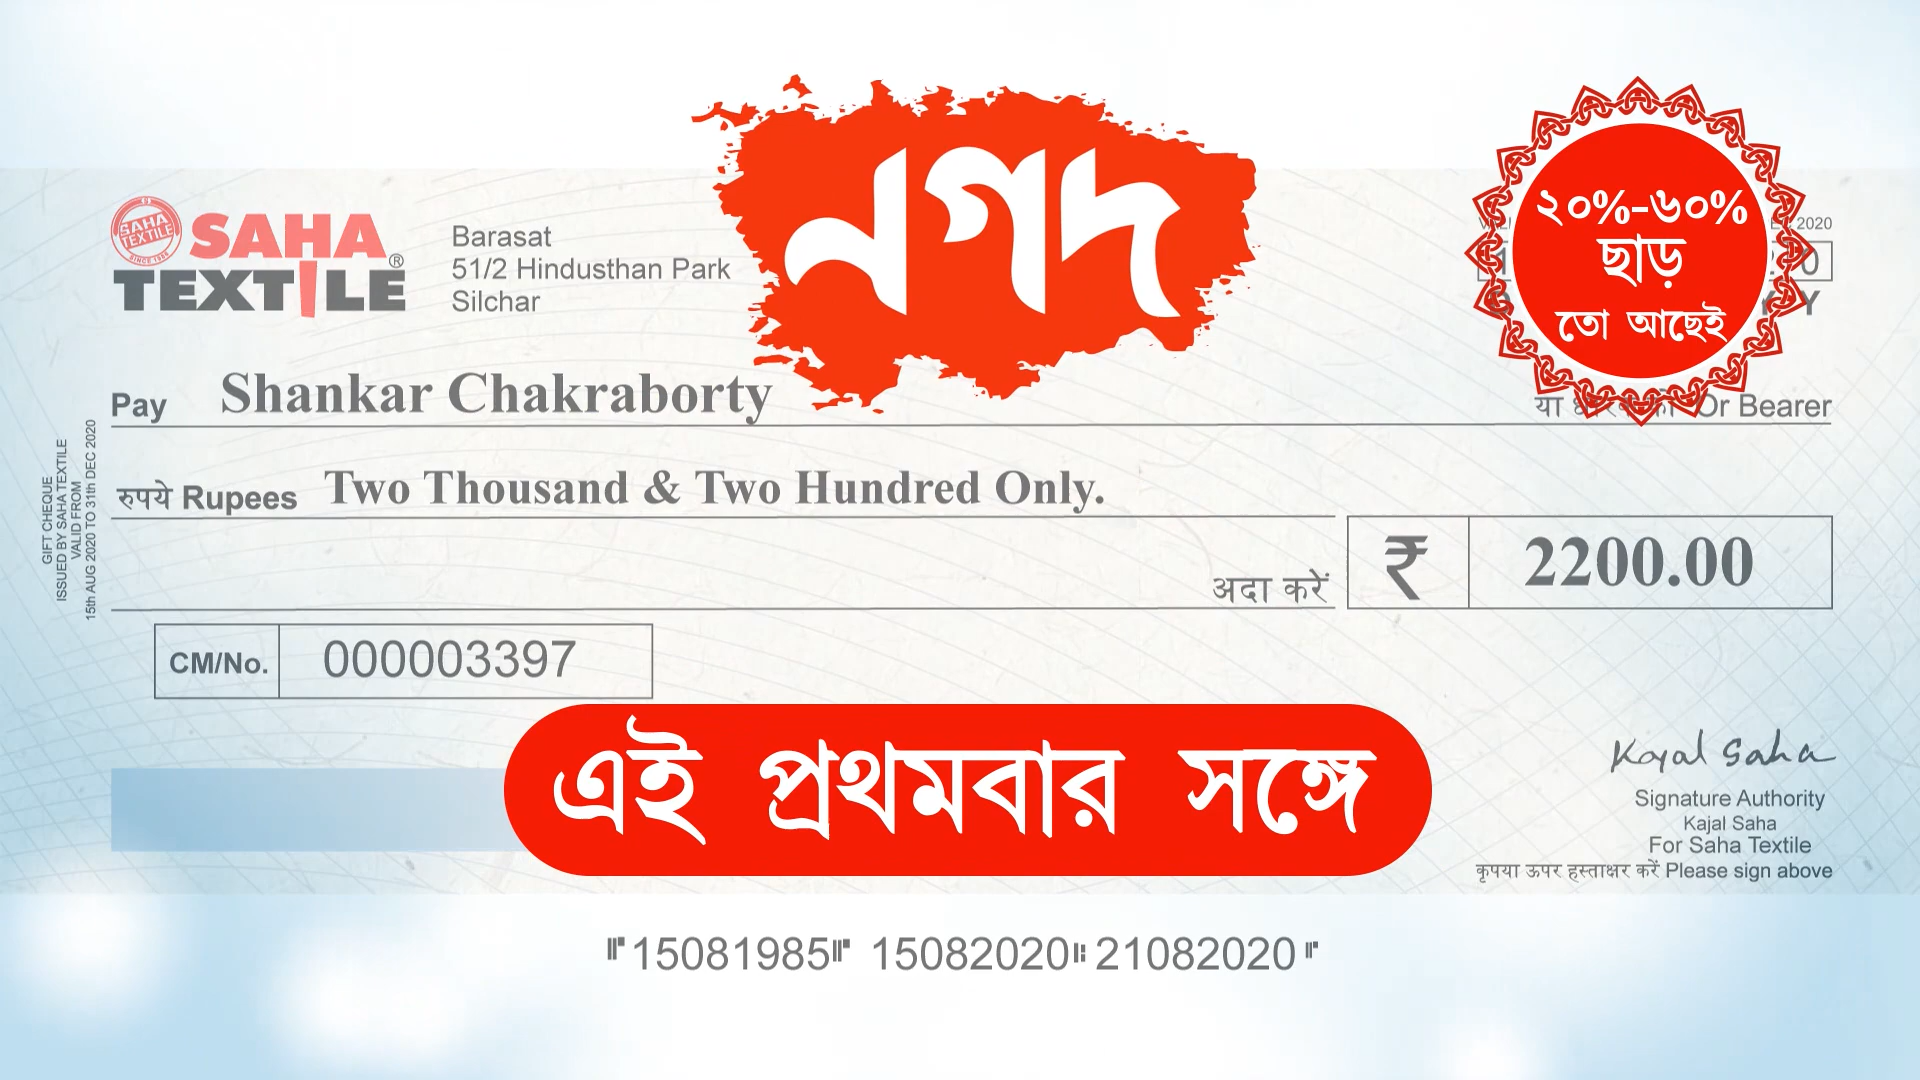 নগদ
২০%-৬০%
ছাড়
তো আছেই
SAHA TEXTILE
SINCE 1985
SAHA
TEXTILE®
Barasat
51/2 Hindusthan Park
Silchar
2020
Pay Shankar Chakraborty
या Or Bearer
रुपये Rupees Two Thousand & Two Hundred Only.
अदा करें ₹ 2200.00
GIFT CHEQUE
ISSUED BY SAHA TEXTILE
VALID FROM
15th AUG 2020 TO 31th DEC 2020
CM/No. 000003397
এই প্রথমবার সঙ্গে
Kajal Saha
Signature Authority
Kajal Saha
For Saha Textile
कृपया ऊपर हस्ताक्षर करें Please sign above
⑈15081985⑈ 15082020⑆21082020⑈